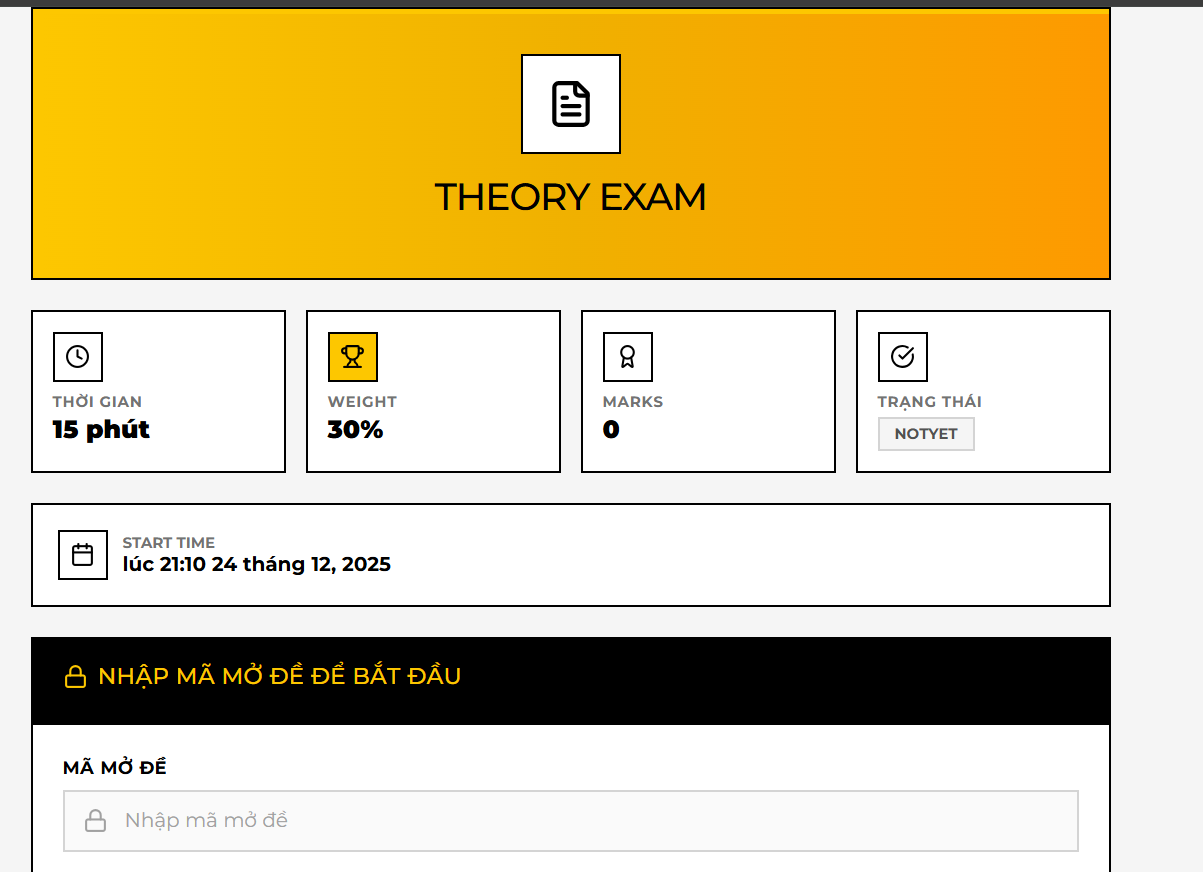 THEORY EXAM
THỜI GIAN
15 phút
WEIGHT
30%
MARKS
0
TRẠNG THÁI
NOTYET
START TIME
lúc 21:10 24 tháng 12, 2025
NHẬP MÃ MỞ ĐỀ ĐỂ BẮT ĐẦU
MÃ MỞ ĐỀ
Nhập mã mở đề